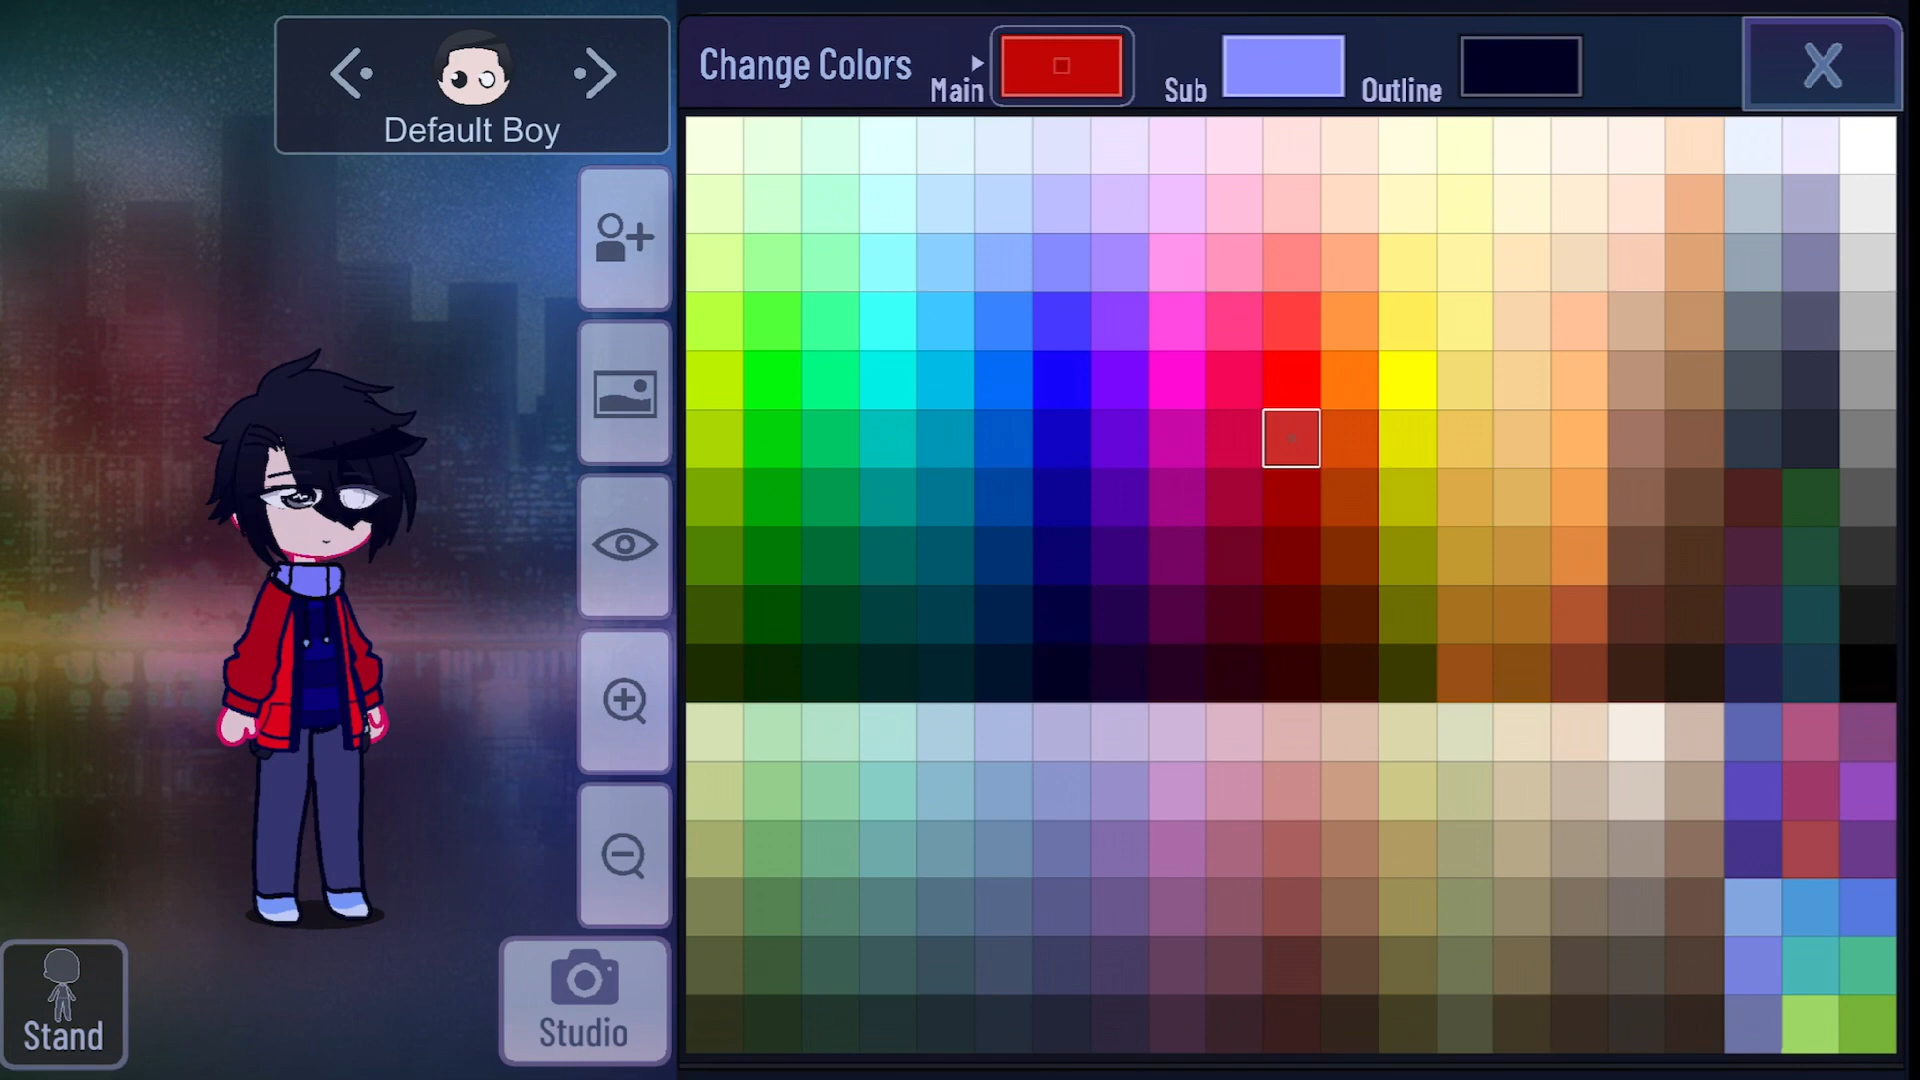 Default Boy
Change Colors
Main
Sub
Outline
X
Studio
Stand